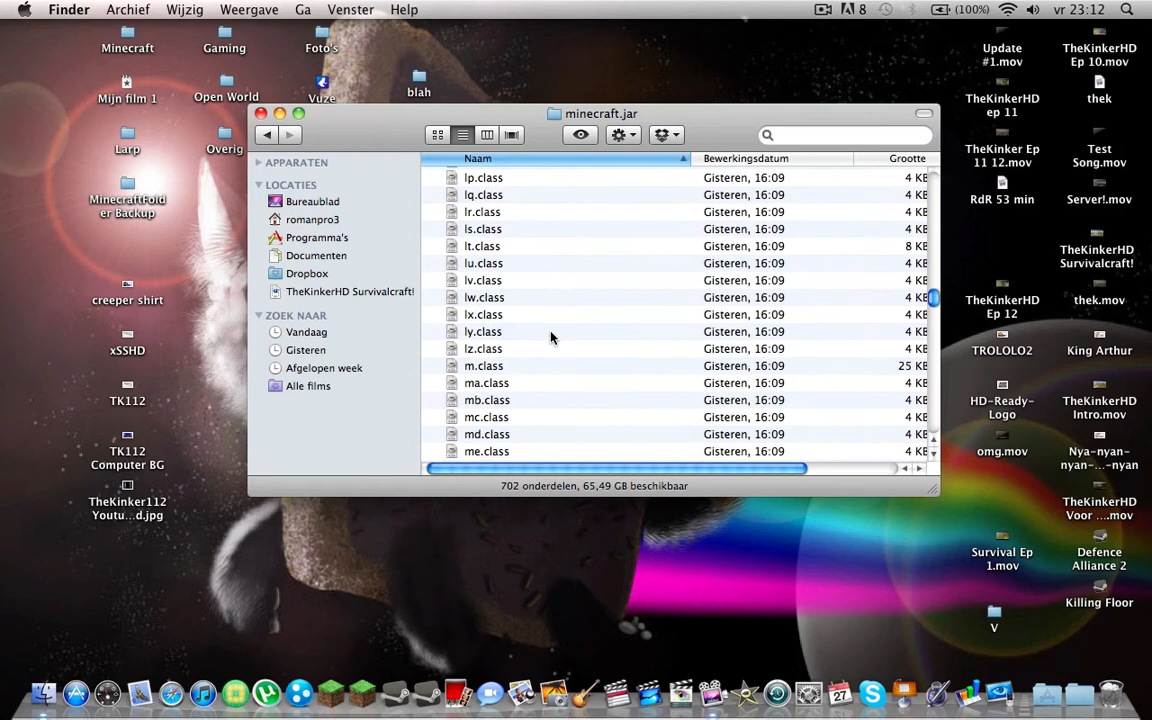 Finder Archief Wijzig Weergave Ga Venster Help
8 (100%) vr 23:12
Minecraft
Gaming
Foto's
Mijn film 1
Open World
Vuze
blah
Larp
Overig
MinecraftFold
er Backup
creeper shirt
xSSHD
TK112
TK112
Computer BG
TheKinker112
Youtu...d.jpg
minecraft.jar
APPARATEN
LOCATIES
Bureaublad
romanpro3
Programma's
Documenten
Dropbox
TheKinkerHD Survivalcraft!
ZOEK NAAR
Vandaag
Gisteren
Afgelopen week
Alle films
Naam Bewerkingsdatum Grootte
lp.class Gisteren, 16:09 4 KB
lq.class Gisteren, 16:09 4 KB
lr.class Gisteren, 16:09 4 KB
ls.class Gisteren, 16:09 4 KB
lt.class Gisteren, 16:09 8 KB
lu.class Gisteren, 16:09 4 KB
lv.class Gisteren, 16:09 4 KB
lw.class Gisteren, 16:09 4 KB
lx.class Gisteren, 16:09 4 KB
ly.class Gisteren, 16:09 4 KB
lz.class Gisteren, 16:09 4 KB
m.class Gisteren, 16:09 25 KB
ma.class Gisteren, 16:09 4 KB
mb.class Gisteren, 16:09 4 KB
mc.class Gisteren, 16:09 4 KB
md.class Gisteren, 16:09 4 KB
me.class Gisteren, 16:09 4 KB
702 onderdelen, 65,49 GB beschikbaar
Update
#1.mov
TheKinkerHD
Ep 10.mov
TheKinkerHD
ep 11
thek
TheKinker Ep
11 12.mov
Test
Song.mov
RdR 53 min
Server!.mov
TheKinkerHD
Survivalcraft!
TheKinkerHD
Ep 12
thek.mov
TROLOLO2
King Arthur
HD-Ready-
Logo
TheKinkerHD
Intro.mov
omg.mov
Nya-nyan-
nyan-...-nyan
TheKinkerHD
Voor ....mov
Survival Ep
1.mov
Defence
Alliance 2
Killing Floor
V
27